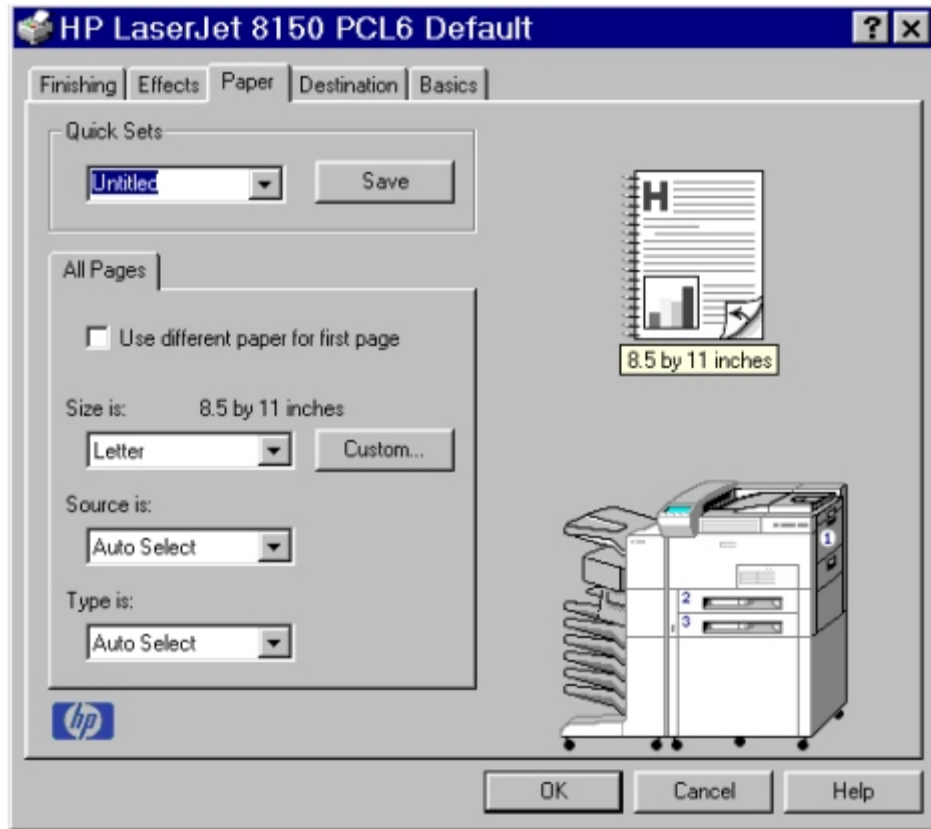 HP LaserJet 8150 PCL6 Default
Finishing Effects Paper Destination Basics
Quick Sets
Untitled Save
H
8.5 by 11 inches
All Pages
Use different paper for first page
Size is: 8.5 by 11 inches
Letter Custom...
Source is:
Auto Select
Type is:
Auto Select
1
2
3
hp
OK Cancel Help